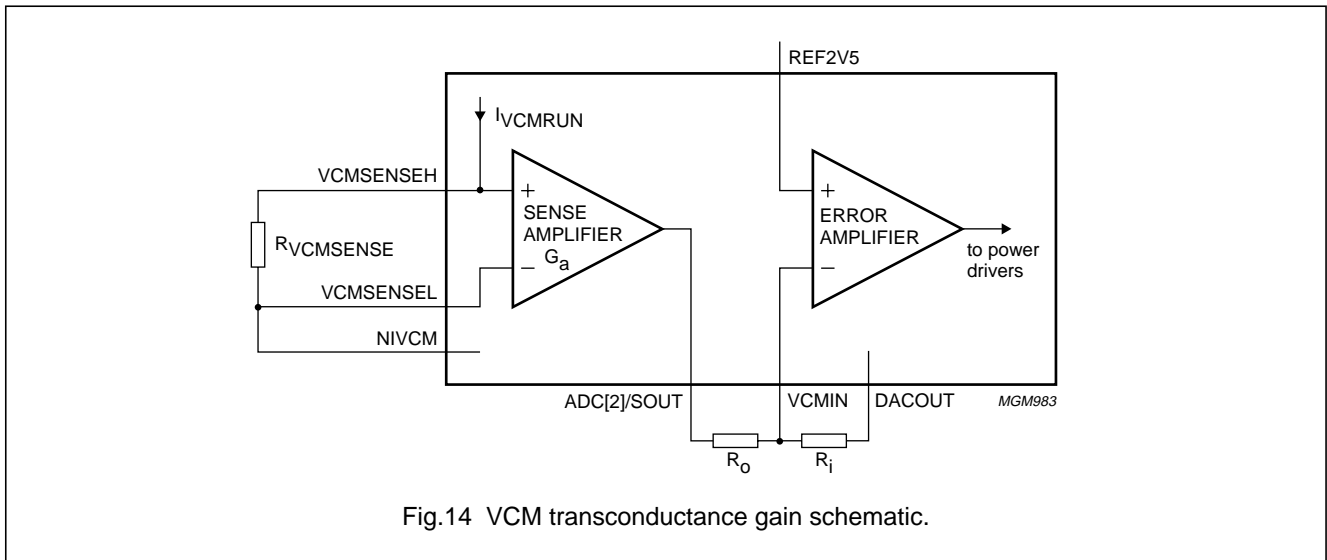 REF2V5
IVCMRUN
VCMSENSEH
+
SENSE
AMPLIFIER
Ga
−
+
ERROR
AMPLIFIER
−
to power
drivers
RVCMSENSE
VCMSENSEL
NIVCM
ADC[2]/SOUT
VCMIN
DACOUT
MGM983
Ro
Ri
Fig.14 VCM transconductance gain schematic.